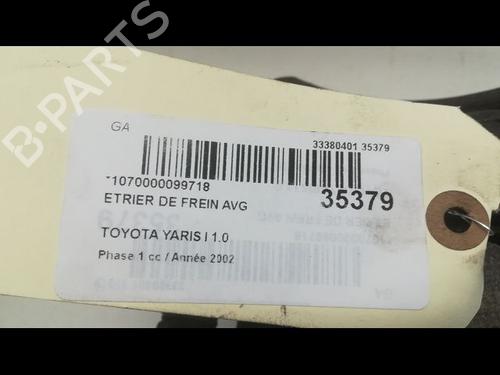 B-PARTS
GA
33380401 35379
-1070000099718
35379
ETRIER DE FREIN AVG
TOYOTA YARIS I 1.0
Phase 1 cc / Année 2002